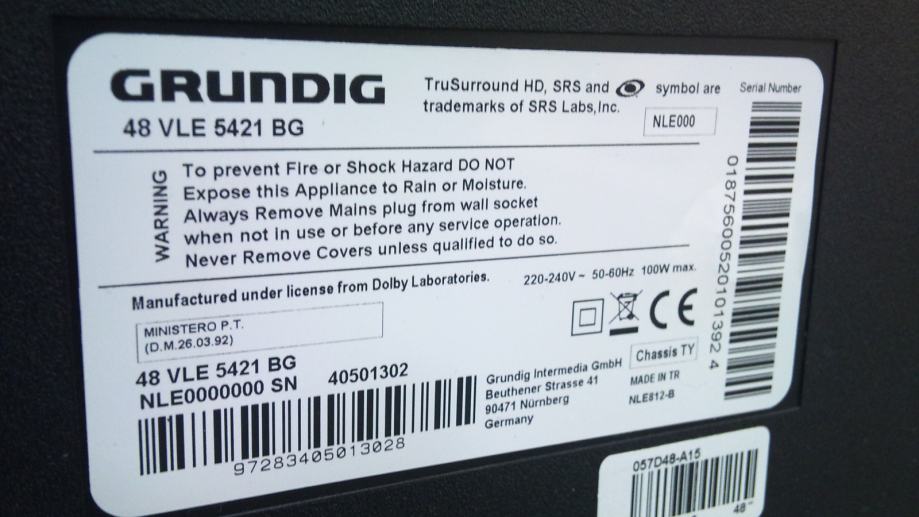 GRUNDIG
48 VLE 5421 BG
TruSurround HD, SRS and symbol are
trademarks of SRS Labs,Inc.
NLE000
Serial Number
0187560052010101392 4
WARNING
To prevent Fire or Shock Hazard DO NOT
Expose this Appliance to Rain or Moisture.
Always Remove Mains plug from wall socket
when not in use or before any service operation.
Never Remove Covers unless qualified to do so.
Manufactured under license from Dolby Laboratories.
220-240V ~ 50-60Hz 100W max.
MINISTERO P.T.
(D.M.26.03.92)
CE
48 VLE 5421 BG
NLE0000000 SN 40501302
97283405013028
Grundig Intermedia GmbH
Beuthener Strasse 41
90471 Nürnberg
Germany
Chassis TY
MADE IN TR
NLE812-B
057D48-A15
48"